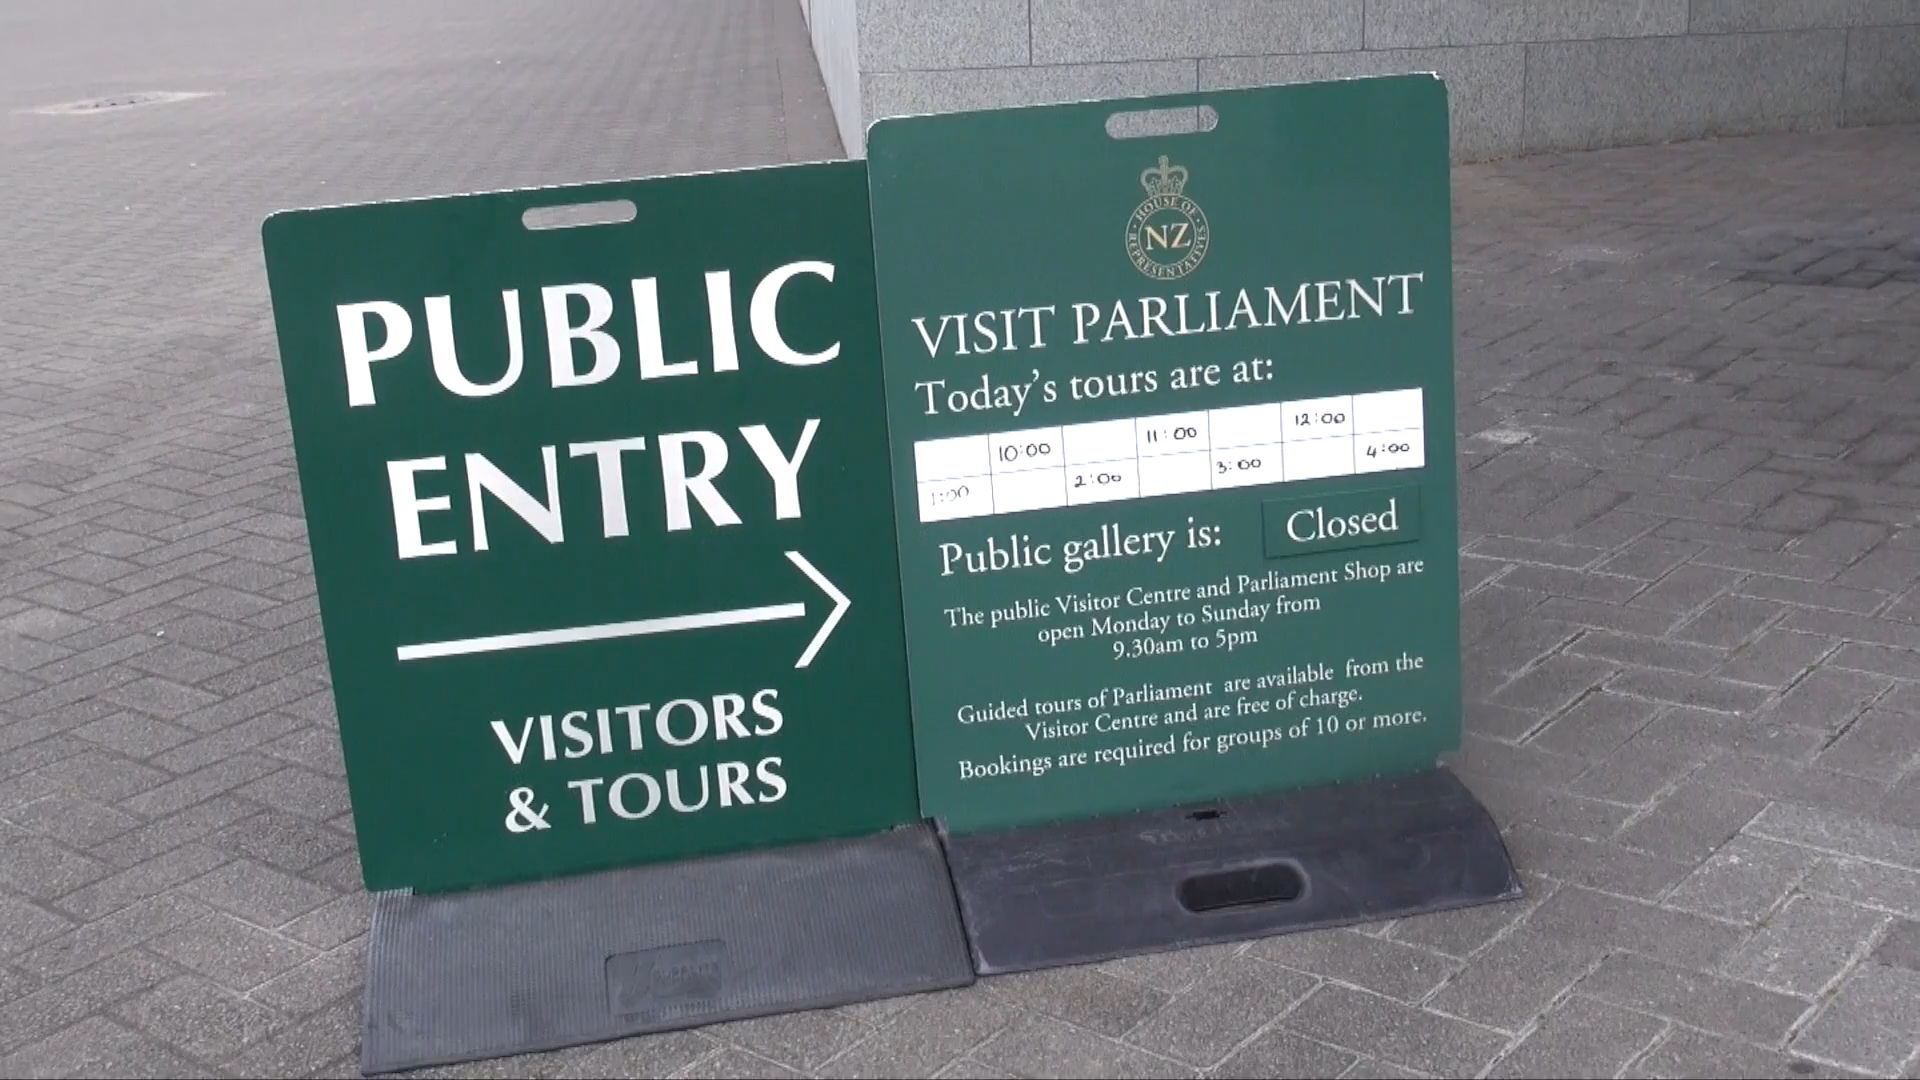 PUBLIC
ENTRY
VISITORS
& TOURS
HOUSE OF
REPRESENTATIVES
NZ
VISIT PARLIAMENT
Today's tours are at:
10:00 11:00 12:00
1:00 2:00 3:00 4:00
Public gallery is: Closed
The public Visitor Centre and Parliament Shop are
open Monday to Sunday from
9.30am to 5pm
Guided tours of Parliament are available from the
Visitor Centre and are free of charge.
Bookings are required for groups of 10 or more.